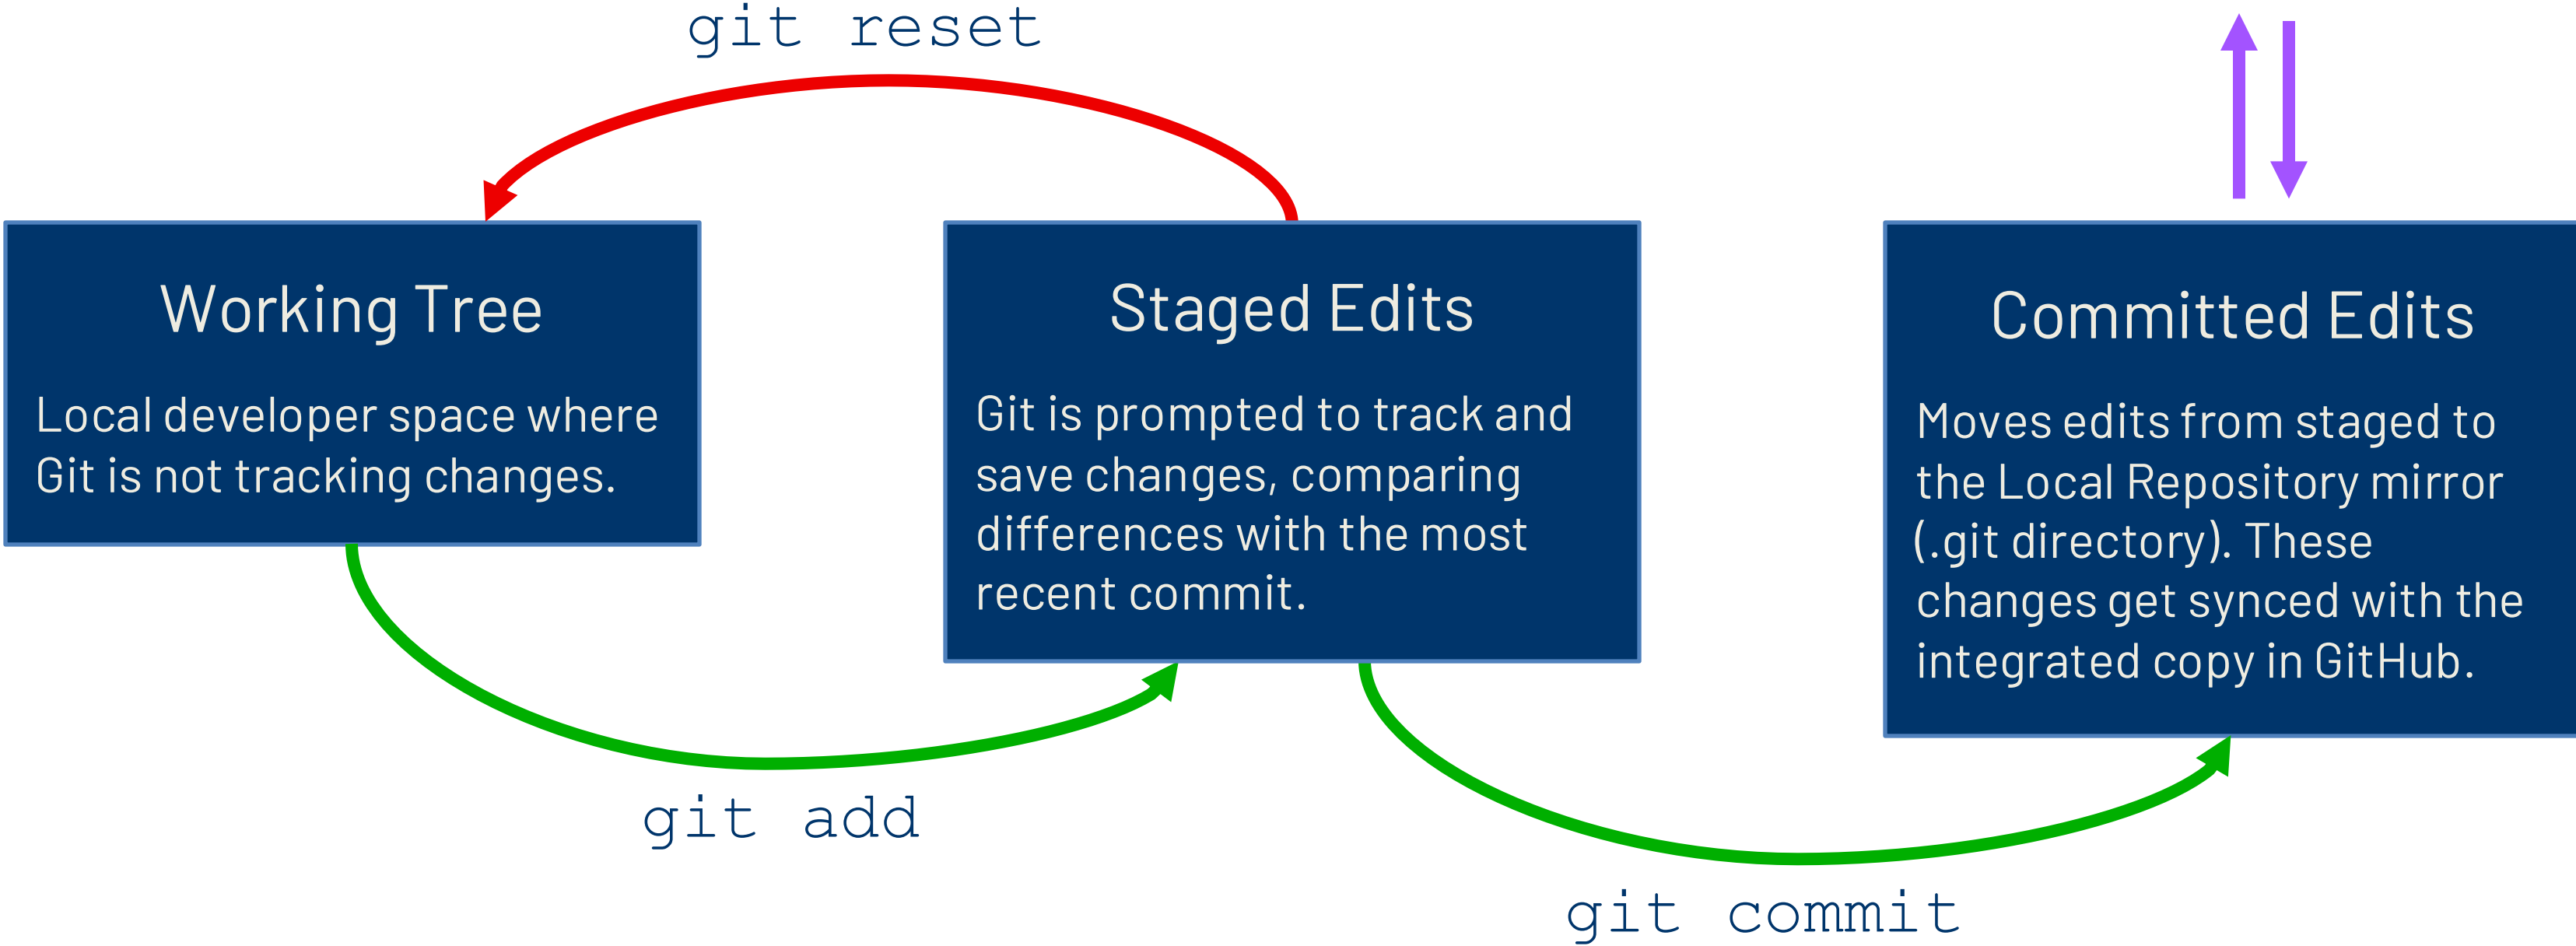 git reset
Working Tree
Local developer space where
Git is not tracking changes.
Staged Edits
Git is prompted to track and
save changes, comparing
differences with the most
recent commit.
Committed Edits
Moves edits from staged to
the Local Repository mirror
(.git directory). These
changes get synced with the
integrated copy in GitHub.
git add
git commit